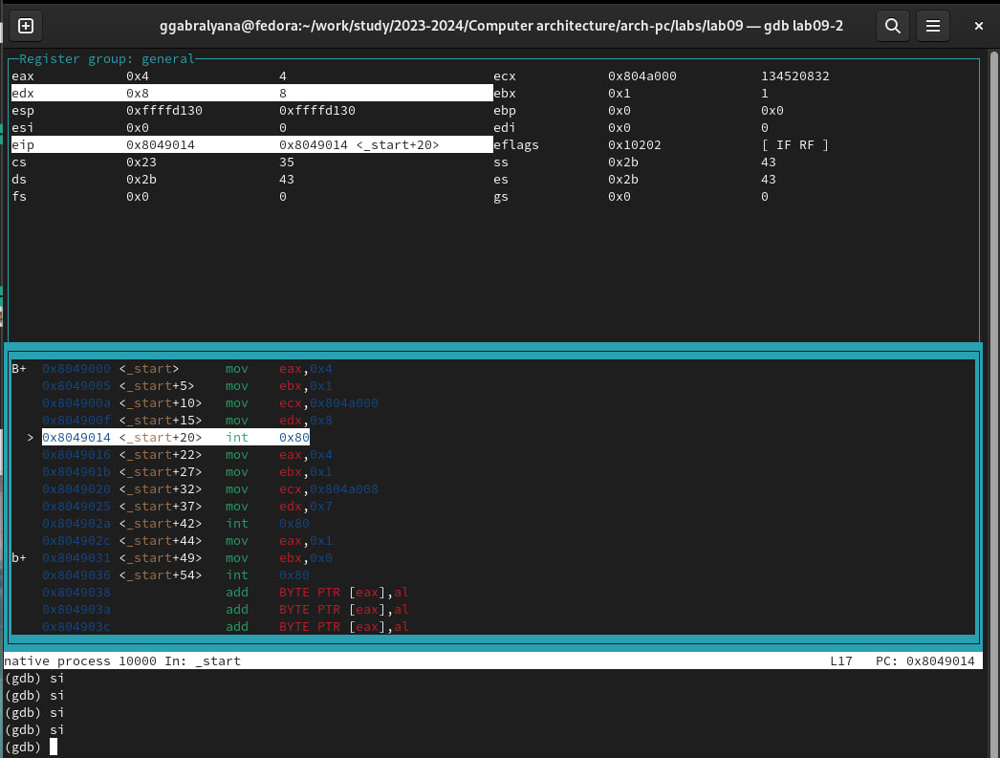 ggabralyana@fedora:~/work/study/2023-2024/Computer architecture/arch-pc/labs/lab09 — gdb lab09-2
Register group: general
eax 0x4 4 ecx 0x804a000 134520832
edx 0x8 8 ebx 0x1 1
esp 0xffffd130 0xffffd130 ebp 0x0 0x0
esi 0x0 0 edi 0x0 0
eip 0x8049014 0x8049014 <_start+20> eflags 0x10202 [ IF RF ]
cs 0x23 35 ss 0x2b 43
ds 0x2b 43 es 0x2b 43
fs 0x0 0 gs 0x0 0
B+ 0x8049000 <_start> mov eax,0x4
0x8049005 <_start+5> mov ebx,0x1
0x804900a <_start+10> mov ecx,0x804a000
0x804900f <_start+15> mov edx,0x8
> 0x8049014 <_start+20> int 0x80
0x8049016 <_start+22> mov eax,0x4
0x804901b <_start+27> mov ebx,0x1
0x8049020 <_start+32> mov ecx,0x804a008
0x8049025 <_start+37> mov edx,0x7
0x804902a <_start+42> int 0x80
0x804902c <_start+44> mov eax,0x1
b+ 0x8049031 <_start+49> mov ebx,0x0
0x8049036 <_start+54> int 0x80
0x8049038 add BYTE PTR [eax],al
0x804903a add BYTE PTR [eax],al
0x804903c add BYTE PTR [eax],al
native process 10000 In: _start L17 PC: 0x8049014
(gdb) si
(gdb) si
(gdb) si
(gdb) si
(gdb)